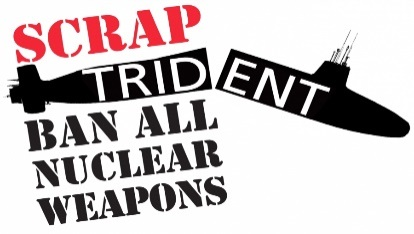 SCRAP
TRIDENT
BAN ALL
NUCLEAR
WEAPONS